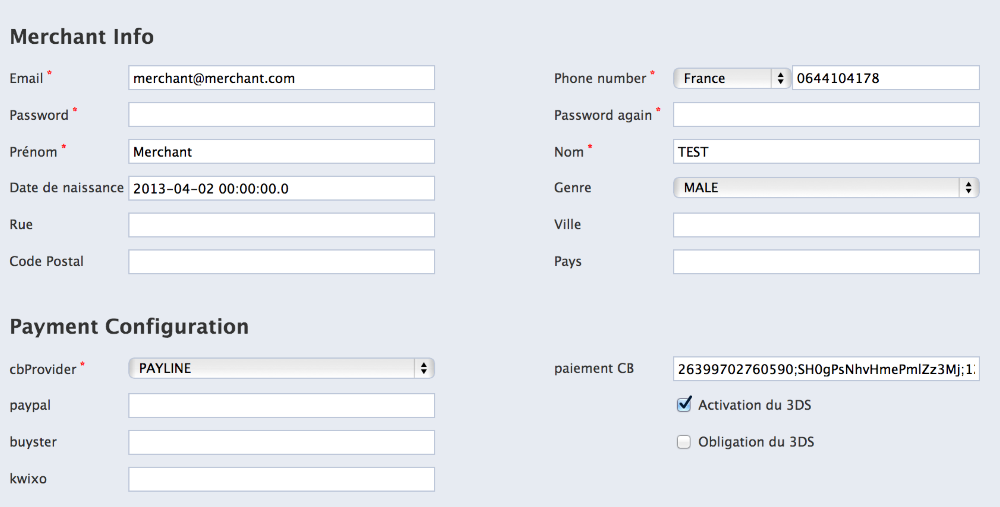 Merchant Info
Email * merchant@merchant.com Phone number * France 0644104178
Password * Password again *
Prénom * Merchant Nom * TEST
Date de naissance 2013-04-02 00:00:00.0 Genre MALE
Rue Ville
Code Postal Pays
Payment Configuration
cbProvider * PAYLINE paiement CB 26399702760590;SH0gPsNhvHmePmlZz3Mj;1
paypal Activation du 3DS
buyster Obligation du 3DS
kwixo